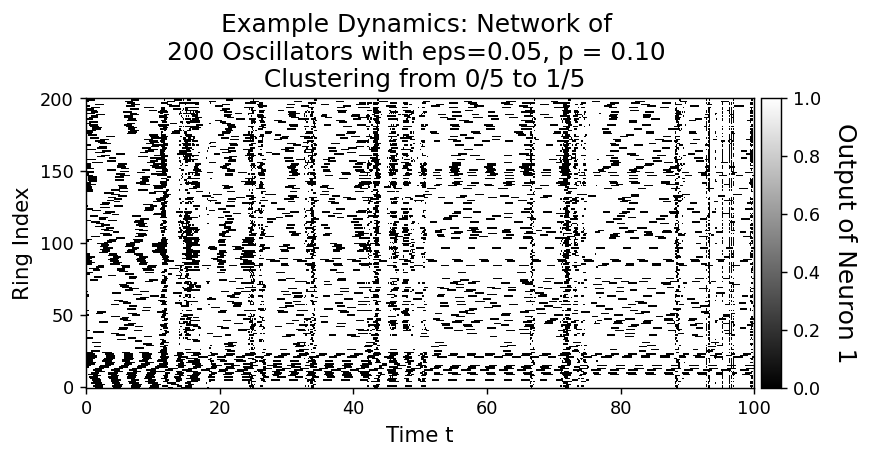 Example Dynamics: Network of
200 Oscillators with eps=0.05, p = 0.10
Clustering from 0/5 to 1/5
Ring Index
200
150
100
50
0
0
20
40
60
80
100
Time t
1.0
0.8
0.6
0.4
0.2
0.0
Output of Neuron 1